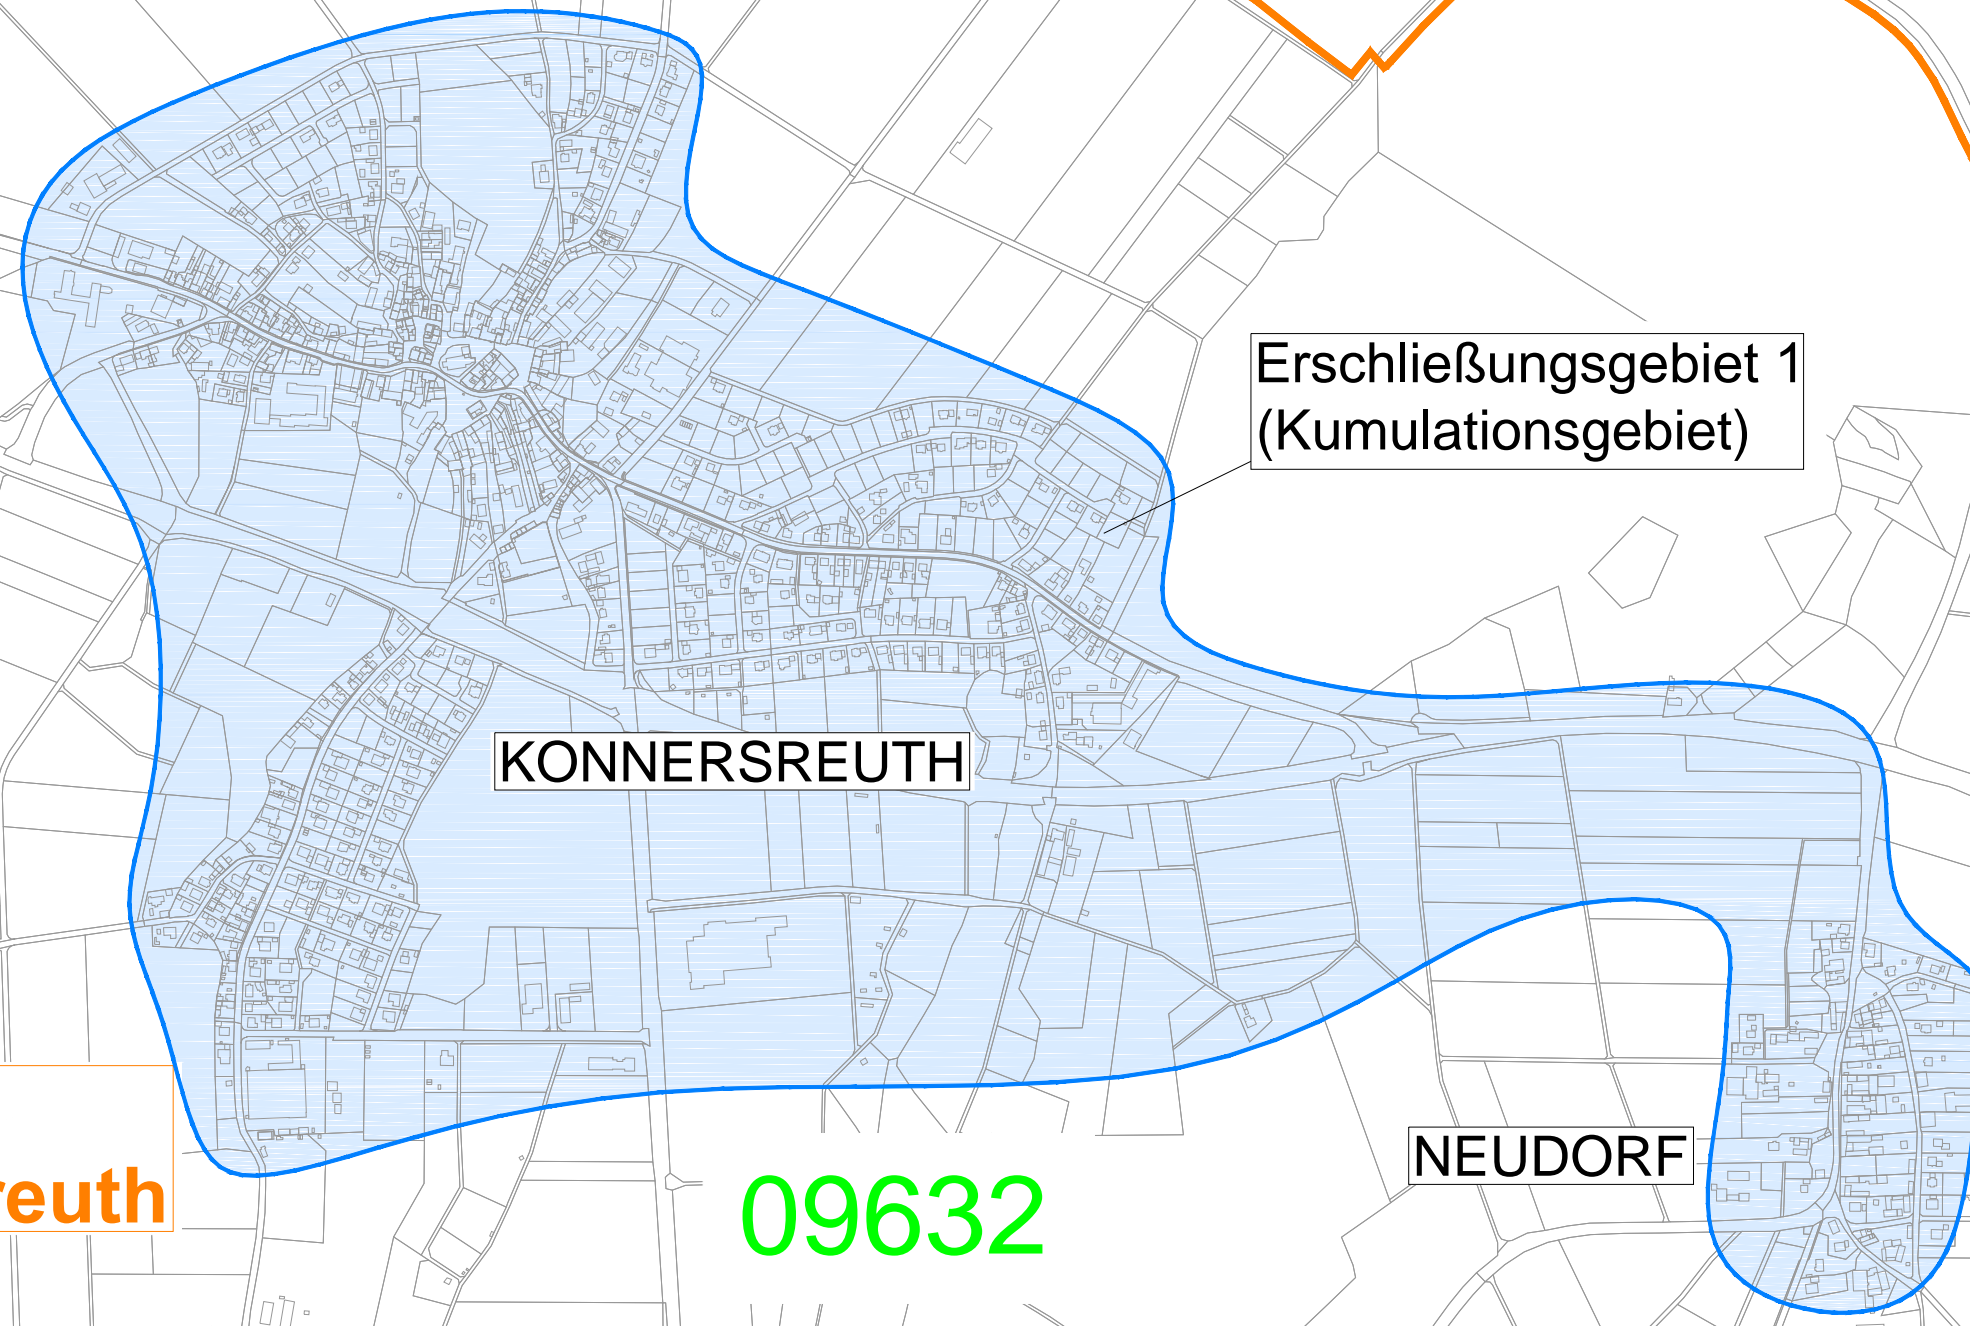 Erschließungsgebiet 1
(Kumulationsgebiet)
KONNERSREUTH
NEUDORF
reuth
09632